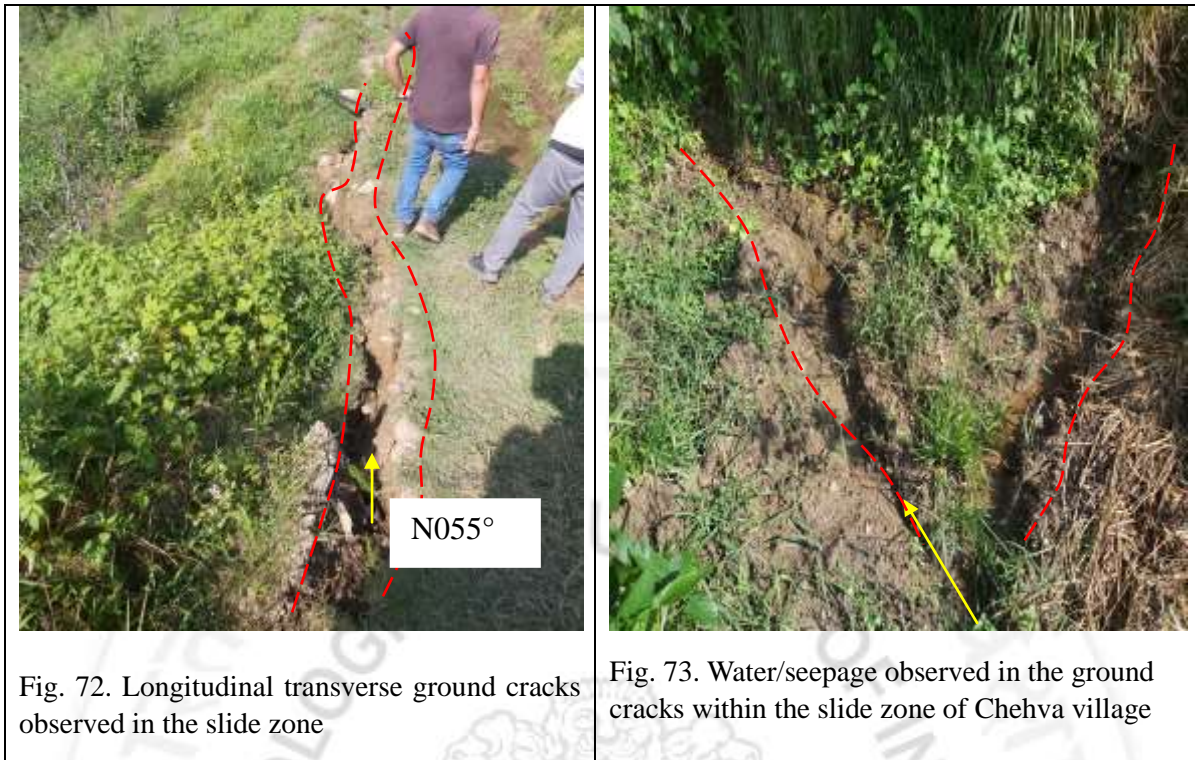 N055°
Fig. 72. Longitudinal transverse ground cracks
observed in the slide zone
Fig. 73. Water/seepage observed in the ground
cracks within the slide zone of Chehva village